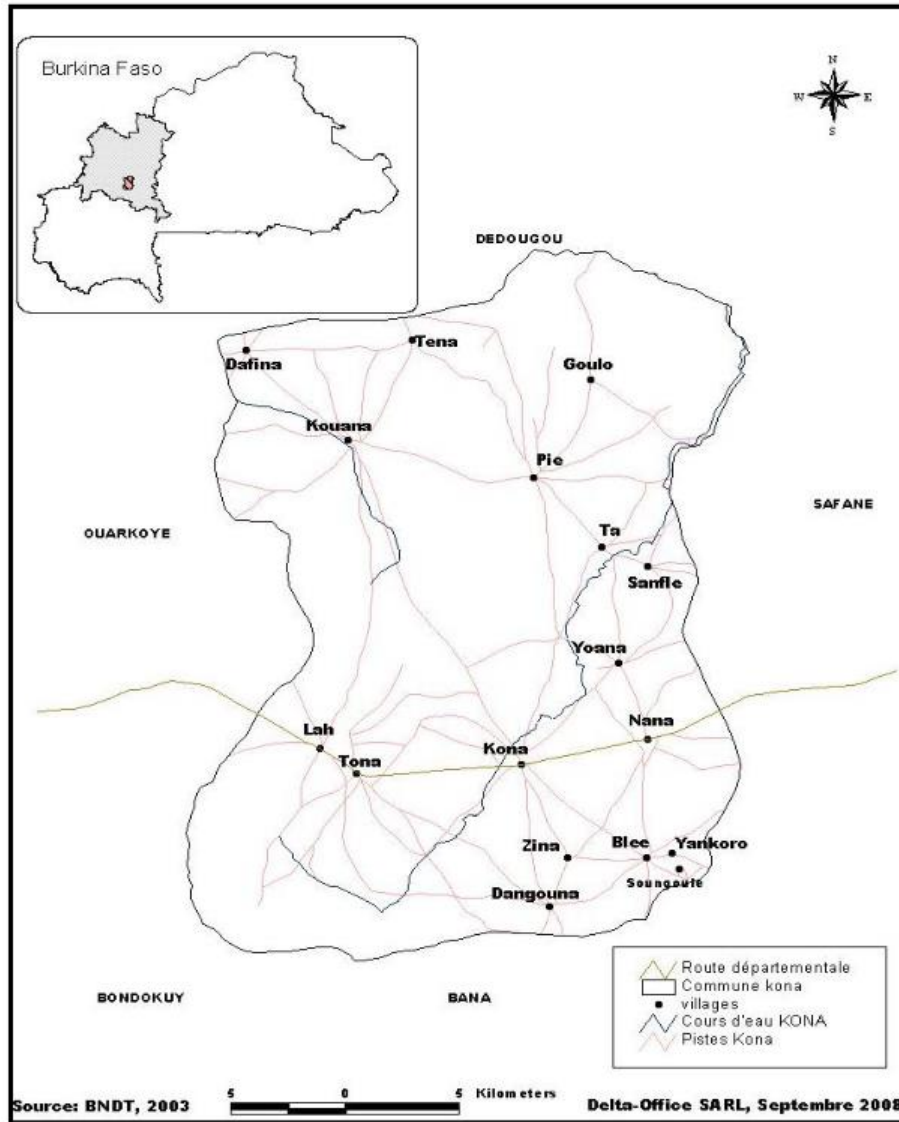 Burkina Faso
N
W E
S
DEDOUGOU
Tena
Dafina
Goulo
Kouana
Pie
SAFANE
OUARKOYE
Ta
Sanfle
Yoana
Nana
Lah
Kona
Tona
Zina
Blee
Yankoro
Soungoule
Dangouna
BONDOKUY
BANA
Route départementale
Commune kona
villages
Cours d'eau KONA
Pistes Kona
5 0 5 Kilometers
Source: BNDT, 2003
Delta-Office SARL, Septembre 2008